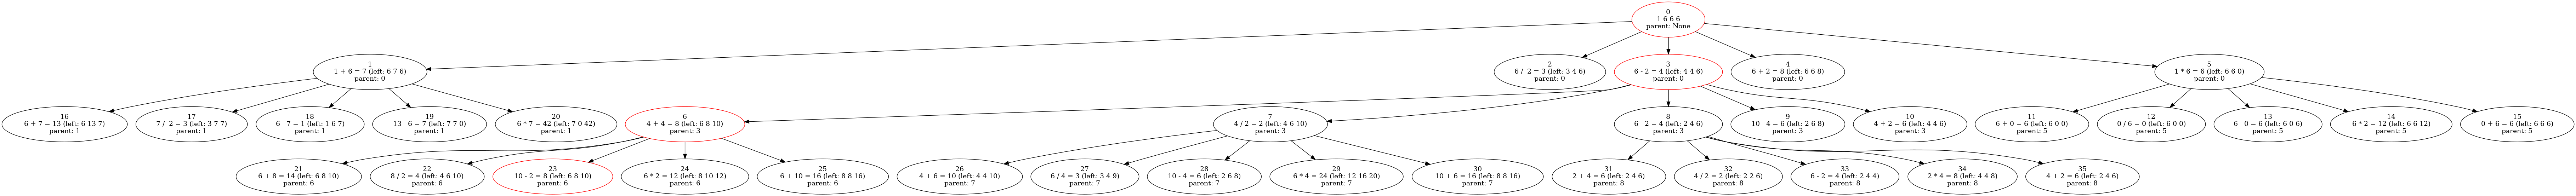 0
1 6 6 6
parent: None
1
1 + 6 = 7 (left: 6 7 6)
parent: 0
2
6 / 2 = 3 (left: 3 4 6)
parent: 0
3
6 - 2 = 4 (left: 4 4 6)
parent: 0
4
6 + 2 = 8 (left: 6 6 8)
parent: 0
5
1 * 6 = 6 (left: 6 6 0)
parent: 0
16
6 + 7 = 13 (left: 6 13 7)
parent: 1
17
7 / 2 = 3 (left: 3 7 7)
parent: 1
18
6 - 7 = 1 (left: 1 6 7)
parent: 1
19
13 - 6 = 7 (left: 7 7 0)
parent: 1
20
6 * 7 = 42 (left: 7 0 42)
parent: 1
6
4 + 4 = 8 (left: 6 8 10)
parent: 3
7
4 / 2 = 2 (left: 4 6 10)
parent: 3
8
6 - 2 = 4 (left: 2 4 6)
parent: 3
9
10 - 4 = 6 (left: 2 6 8)
parent: 3
10
4 + 2 = 6 (left: 4 4 6)
parent: 3
11
6 + 0 = 6 (left: 6 0 0)
parent: 5
12
0 / 6 = 0 (left: 6 0 0)
parent: 5
13
6 - 0 = 6 (left: 6 0 6)
parent: 5
14
6 * 2 = 12 (left: 6 6 12)
parent: 5
15
0 + 6 = 6 (left: 6 6 6)
parent: 5
21
6 + 8 = 14 (left: 6 8 10)
parent: 6
22
8 / 2 = 4 (left: 4 6 10)
parent: 6
23
10 - 2 = 8 (left: 6 8 10)
parent: 6
24
6 * 2 = 12 (left: 8 10 12)
parent: 6
25
6 + 10 = 16 (left: 8 8 16)
parent: 6
26
4 + 6 = 10 (left: 4 4 10)
parent: 7
27
6 / 4 = 3 (left: 3 4 9)
parent: 7
28
10 - 4 = 6 (left: 2 6 8)
parent: 7
29
6 * 4 = 24 (left: 12 16 20)
parent: 7
30
10 + 6 = 16 (left: 8 8 16)
parent: 7
31
2 + 4 = 6 (left: 2 4 6)
parent: 8
32
4 / 2 = 2 (left: 2 2 6)
parent: 8
33
6 - 2 = 4 (left: 2 4 4)
parent: 8
34
2 * 4 = 8 (left: 4 4 8)
parent: 8
35
4 + 2 = 6 (left: 2 4 6)
parent: 8